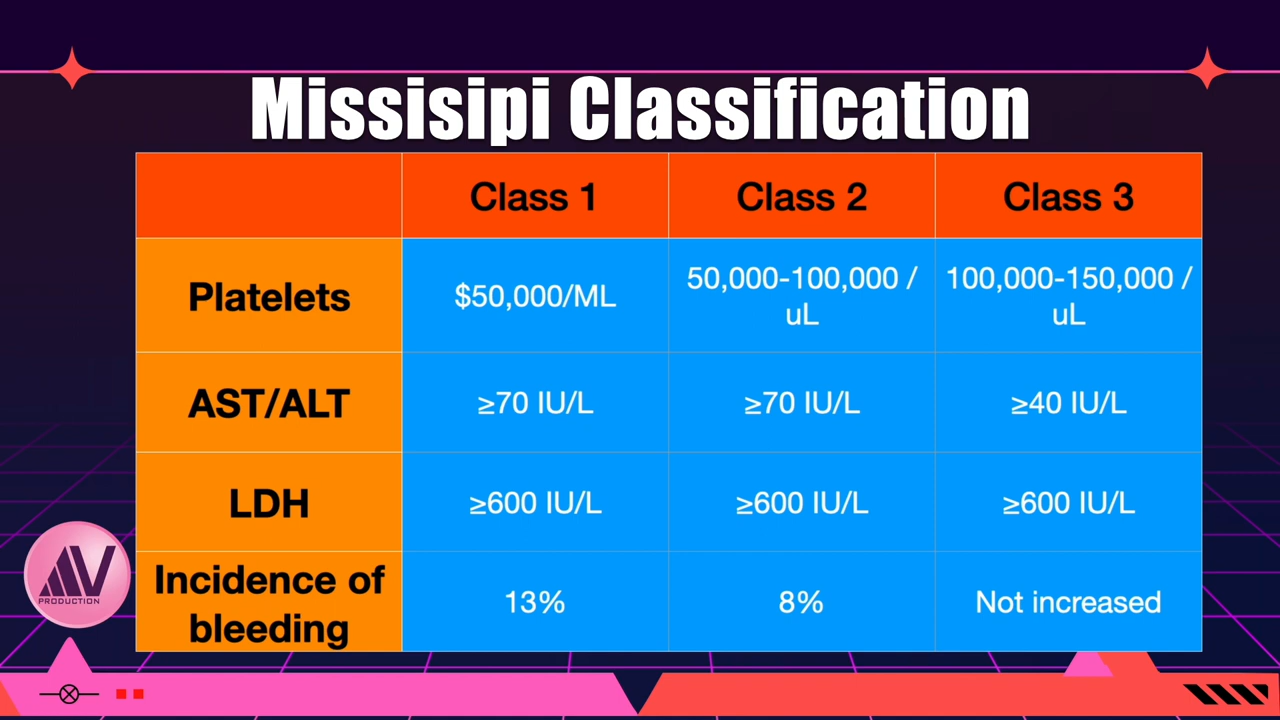 Missisipi Classification
Class 1
Class 2
Class 3
Platelets
$50,000/ML
50,000-100,000 /
uL
100,000-150,000 /
uL
AST/ALT
≥70 IU/L
≥70 IU/L
≥40 IU/L
LDH
≥600 IU/L
≥600 IU/L
≥600 IU/L
Incidence of
bleeding
13%
8%
Not increased
AV
PRODUCTION